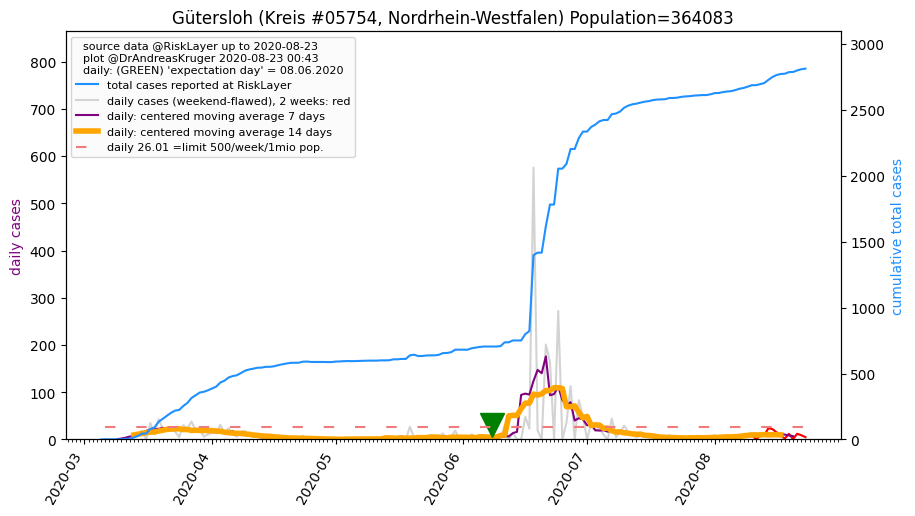 Gütersloh (Kreis #05754, Nordrhein-Westfalen) Population=364083
source data @RiskLayer up to 2020-08-23
plot @DrAndreasKruger 2020-08-23 00:43
daily: (GREEN) 'expectation day' = 08.06.2020
total cases reported at RiskLayer
daily cases (weekend-flawed), 2 weeks: red
daily: centered moving average 7 days
daily: centered moving average 14 days
daily 26.01 =limit 500/week/1mio pop.
daily cases
800
700
600
500
400
300
200
100
0
cumulative total cases
3000
2500
2000
1500
1000
500
0
2020-03
2020-04
2020-05
2020-06
2020-07
2020-08